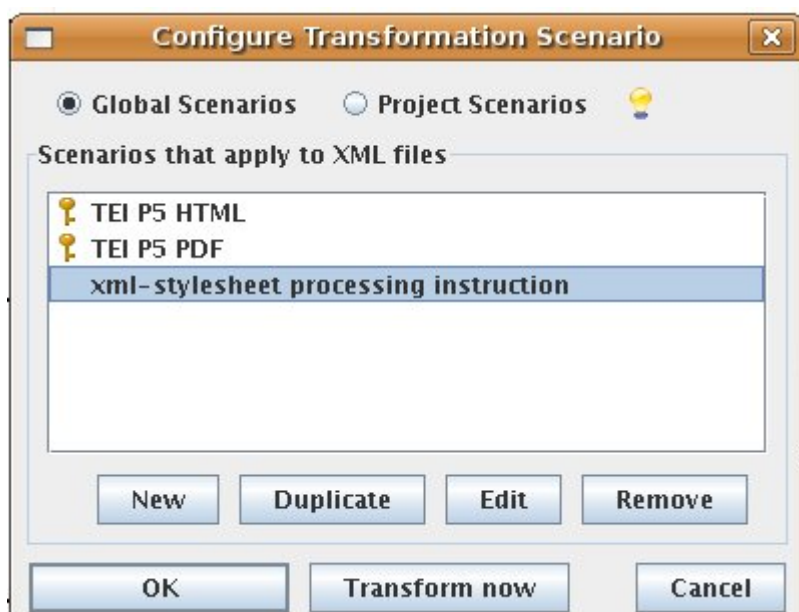 Configure Transformation Scenario
Global Scenarios Project Scenarios
Scenarios that apply to XML files
TEI P5 HTML
TEI P5 PDF
xml-stylesheet processing instruction
New Duplicate Edit Remove
OK Transform now Cancel